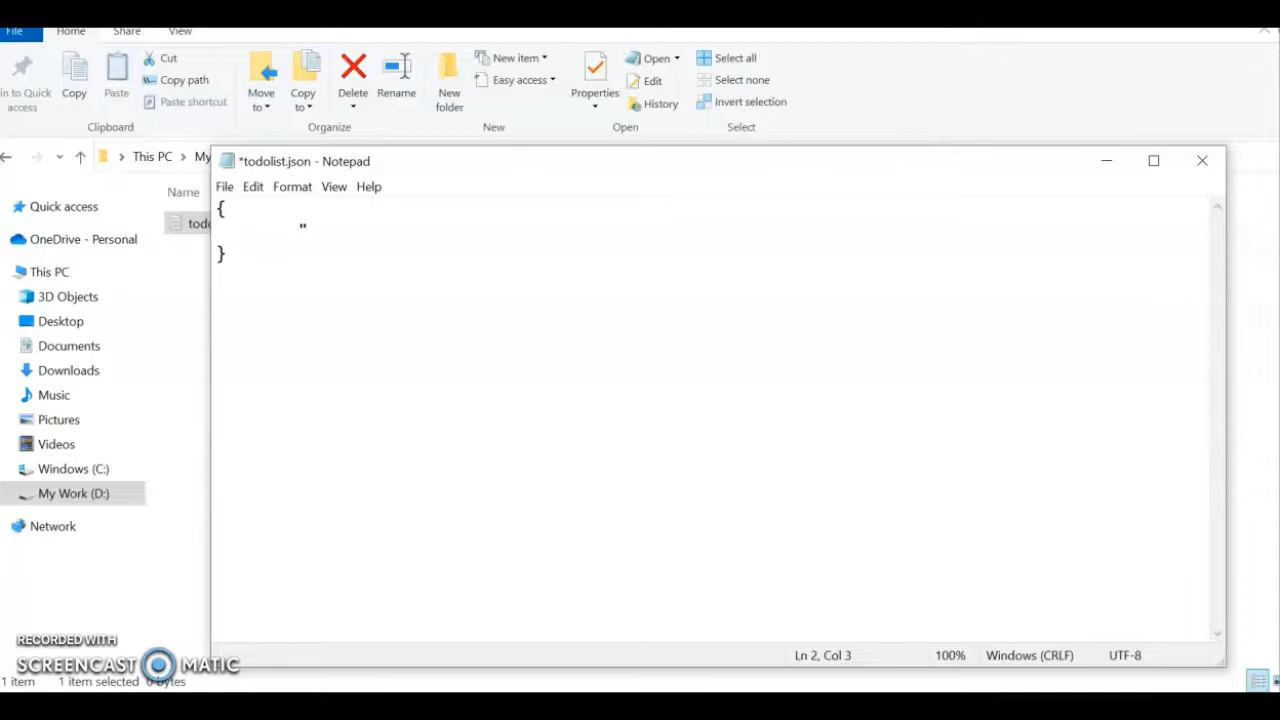 File Home Share View
Cut
Copy path
Paste shortcut
in to Quick access
Copy
Paste
Clipboard
Move to
Copy to
Delete
Rename
Organize
New folder
New item
Easy access
New
Properties
Open
Edit
History
Open
Select all
Select none
Invert selection
Select
This PC
My
Name
todo
Quick access
OneDrive - Personal
This PC
3D Objects
Desktop
Documents
Downloads
Music
Pictures
Videos
Windows (C:)
My Work (D:)
Network
*todolist.json - Notepad
File Edit Format View Help
{
"
}
Ln 2, Col 3
100%
Windows (CRLF)
UTF-8
RECORDED WITH
SCREENCAST MATIC
1 item 1 item selected 0 bytes